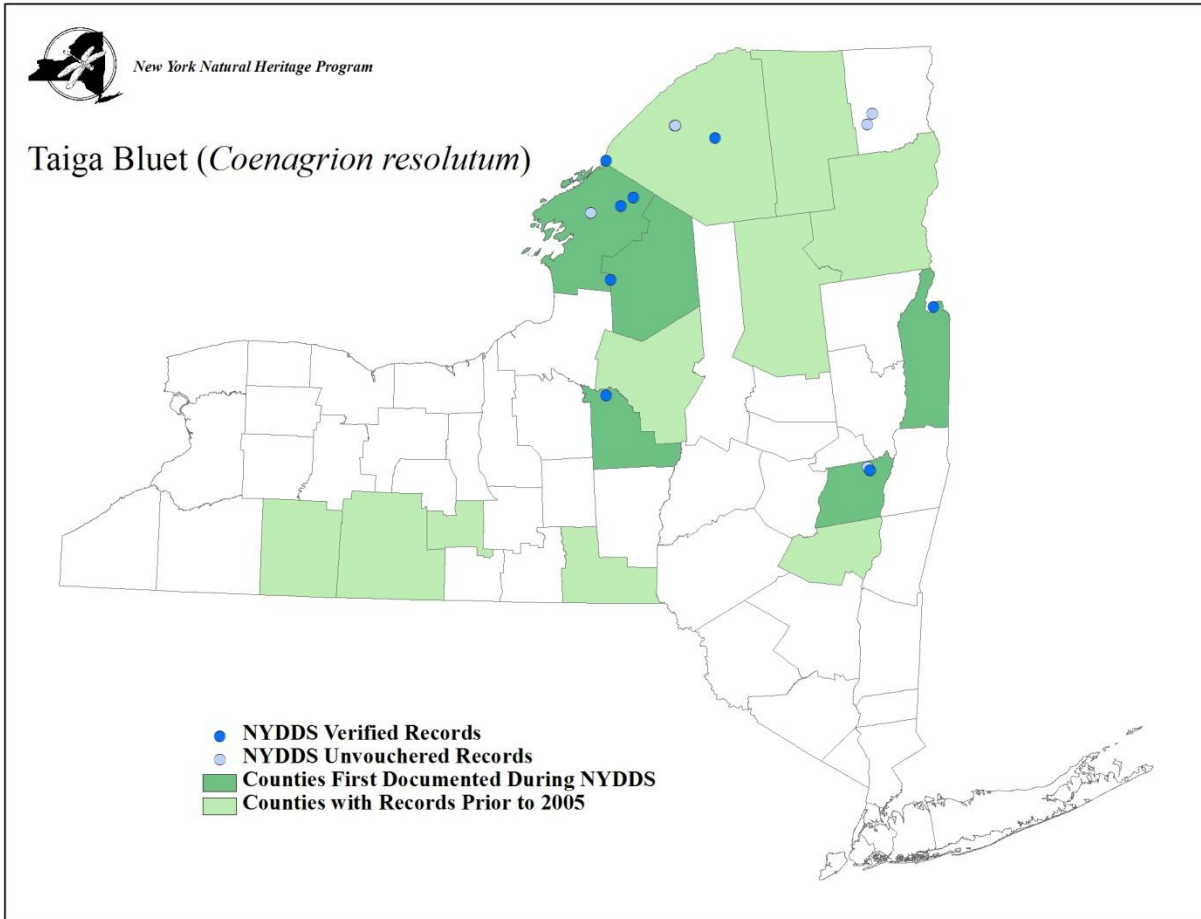 New York Natural Heritage Program
Taiga Bluet (Coenagrion resolutum)
NYDDS Verified Records
NYDDS Unvouchered Records
Counties First Documented During NYDDS
Counties with Records Prior to 2005